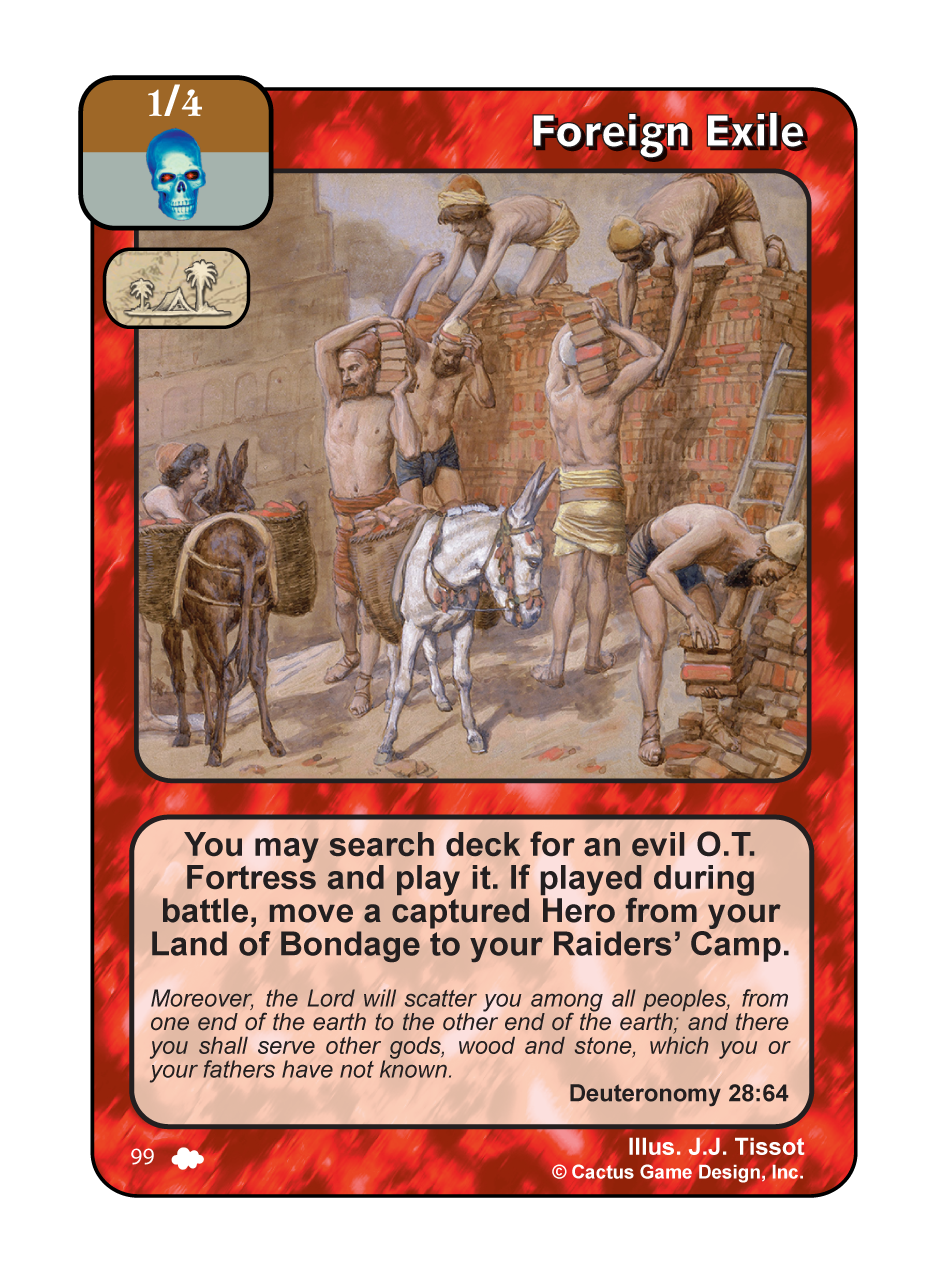 1/4
Foreign Exile
You may search deck for an evil O.T.
Fortress and play it. If played during
battle, move a captured Hero from your
Land of Bondage to your Raiders’ Camp.
Moreover, the Lord will scatter you among all peoples, from
one end of the earth to the other end of the earth; and there
you shall serve other gods, wood and stone, which you or
your fathers have not known.
Deuteronomy 28:64
99
Illus. J.J. Tissot
© Cactus Game Design, Inc.